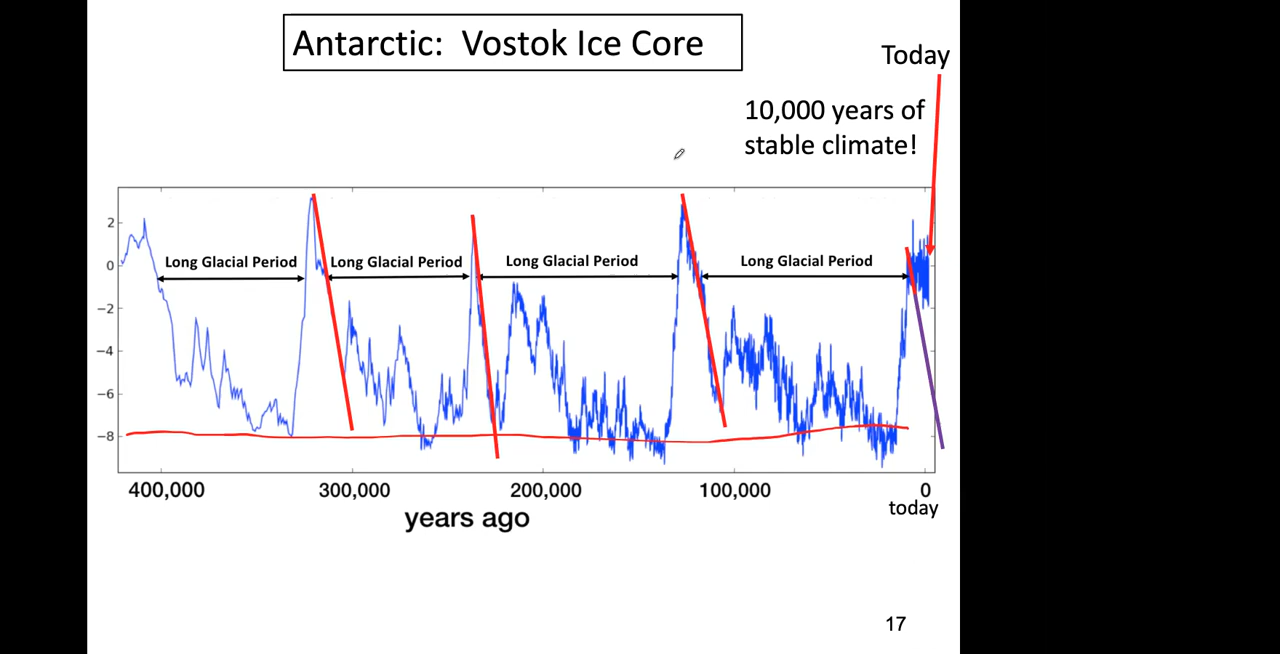 Antarctic:  Vostok Ice Core
Today
10,000 years of
stable climate!
2
0
−2
−4
−6
−8
Long Glacial Period
Long Glacial Period
Long Glacial Period
Long Glacial Period
400,000
300,000
200,000
100,000
0
today
years ago
17